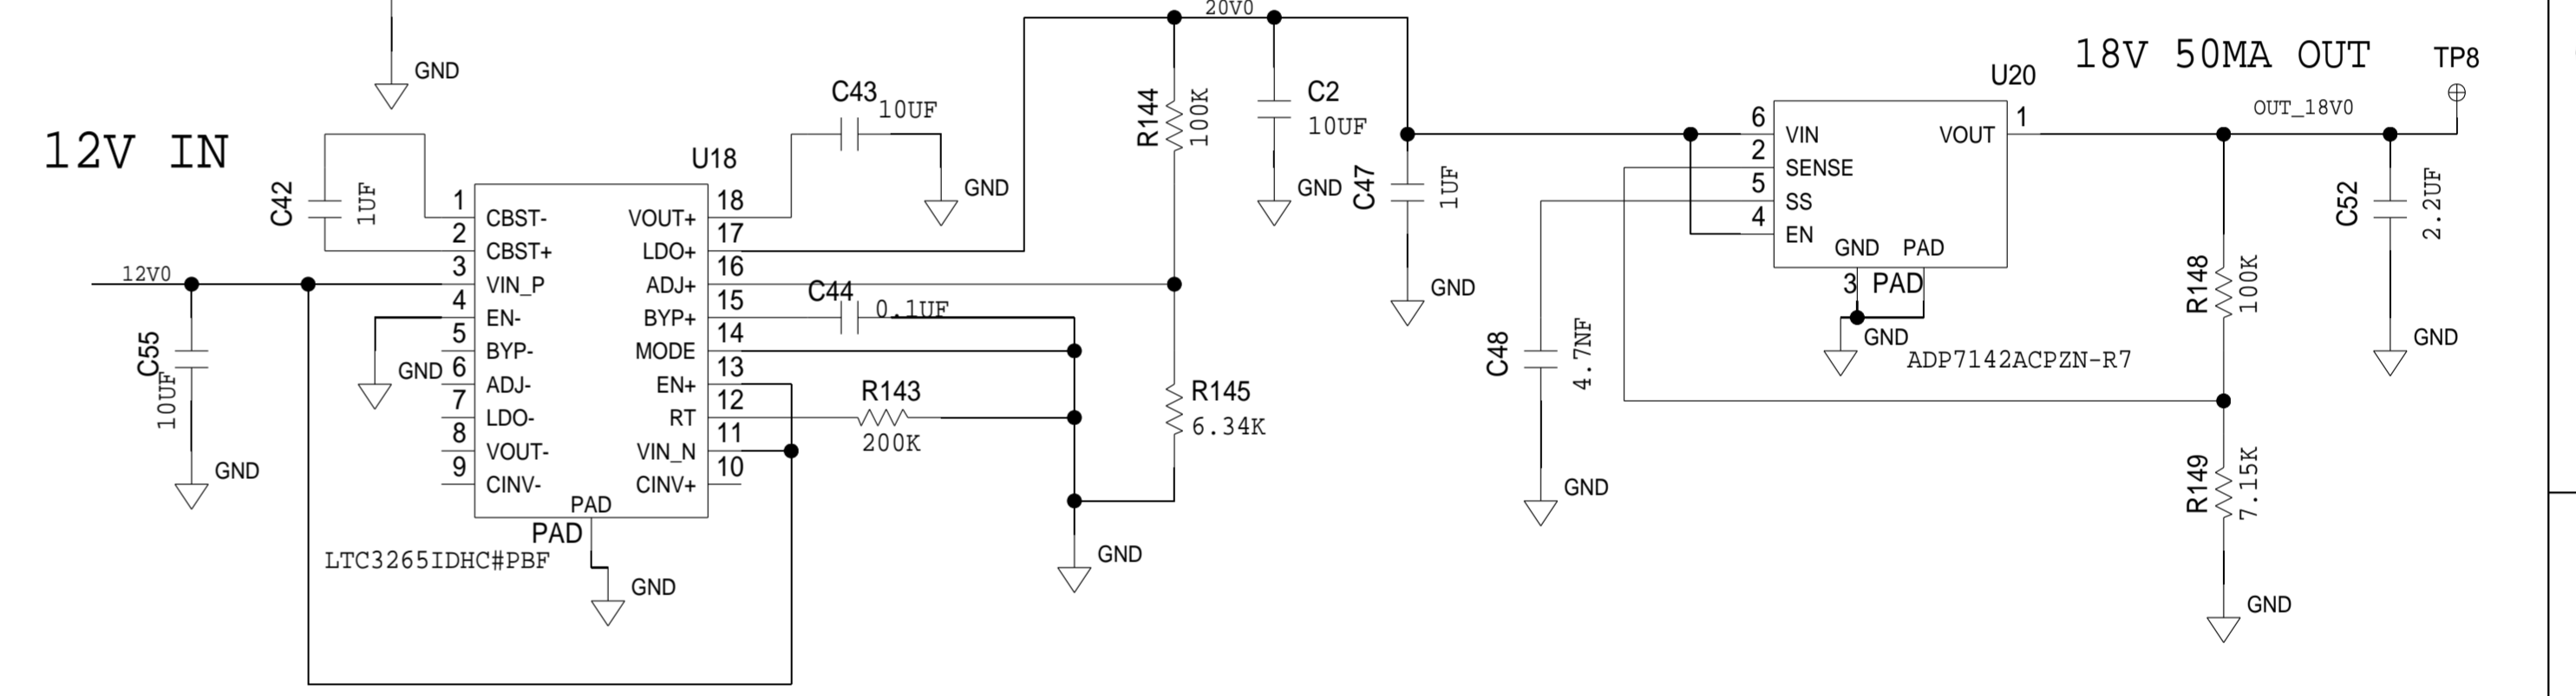 20V0
18V 50MA OUT
TP8
GND
U20
C43
10UF
R144
100K
C2
10UF
OUT_18V0
12V IN
6
VIN
VOUT
1
U18
2
SENSE
C42
1UF
GND
GND
C47
1UF
5
SS
C52
2.2UF
1
CBST-
VOUT+
18
4
EN
2
CBST+
LDO+
17
GND
PAD
12V0
3
VIN_P
ADJ+
16
C44
0.1UF
GND
3
PAD
R148
100K
4
EN-
BYP+
15
C55
10UF
5
BYP-
MODE
14
C48
4.7NF
GND
ADP7142ACPZN-R7
GND
GND
6
ADJ-
EN+
13
R143
200K
R145
6.34K
7
LDO-
RT
12
8
VOUT-
VIN_N
11
GND
9
CINV-
CINV+
10
GND
R149
7.15K
PAD
PAD
LTC3265IDHC#PBF
GND
GND
GND